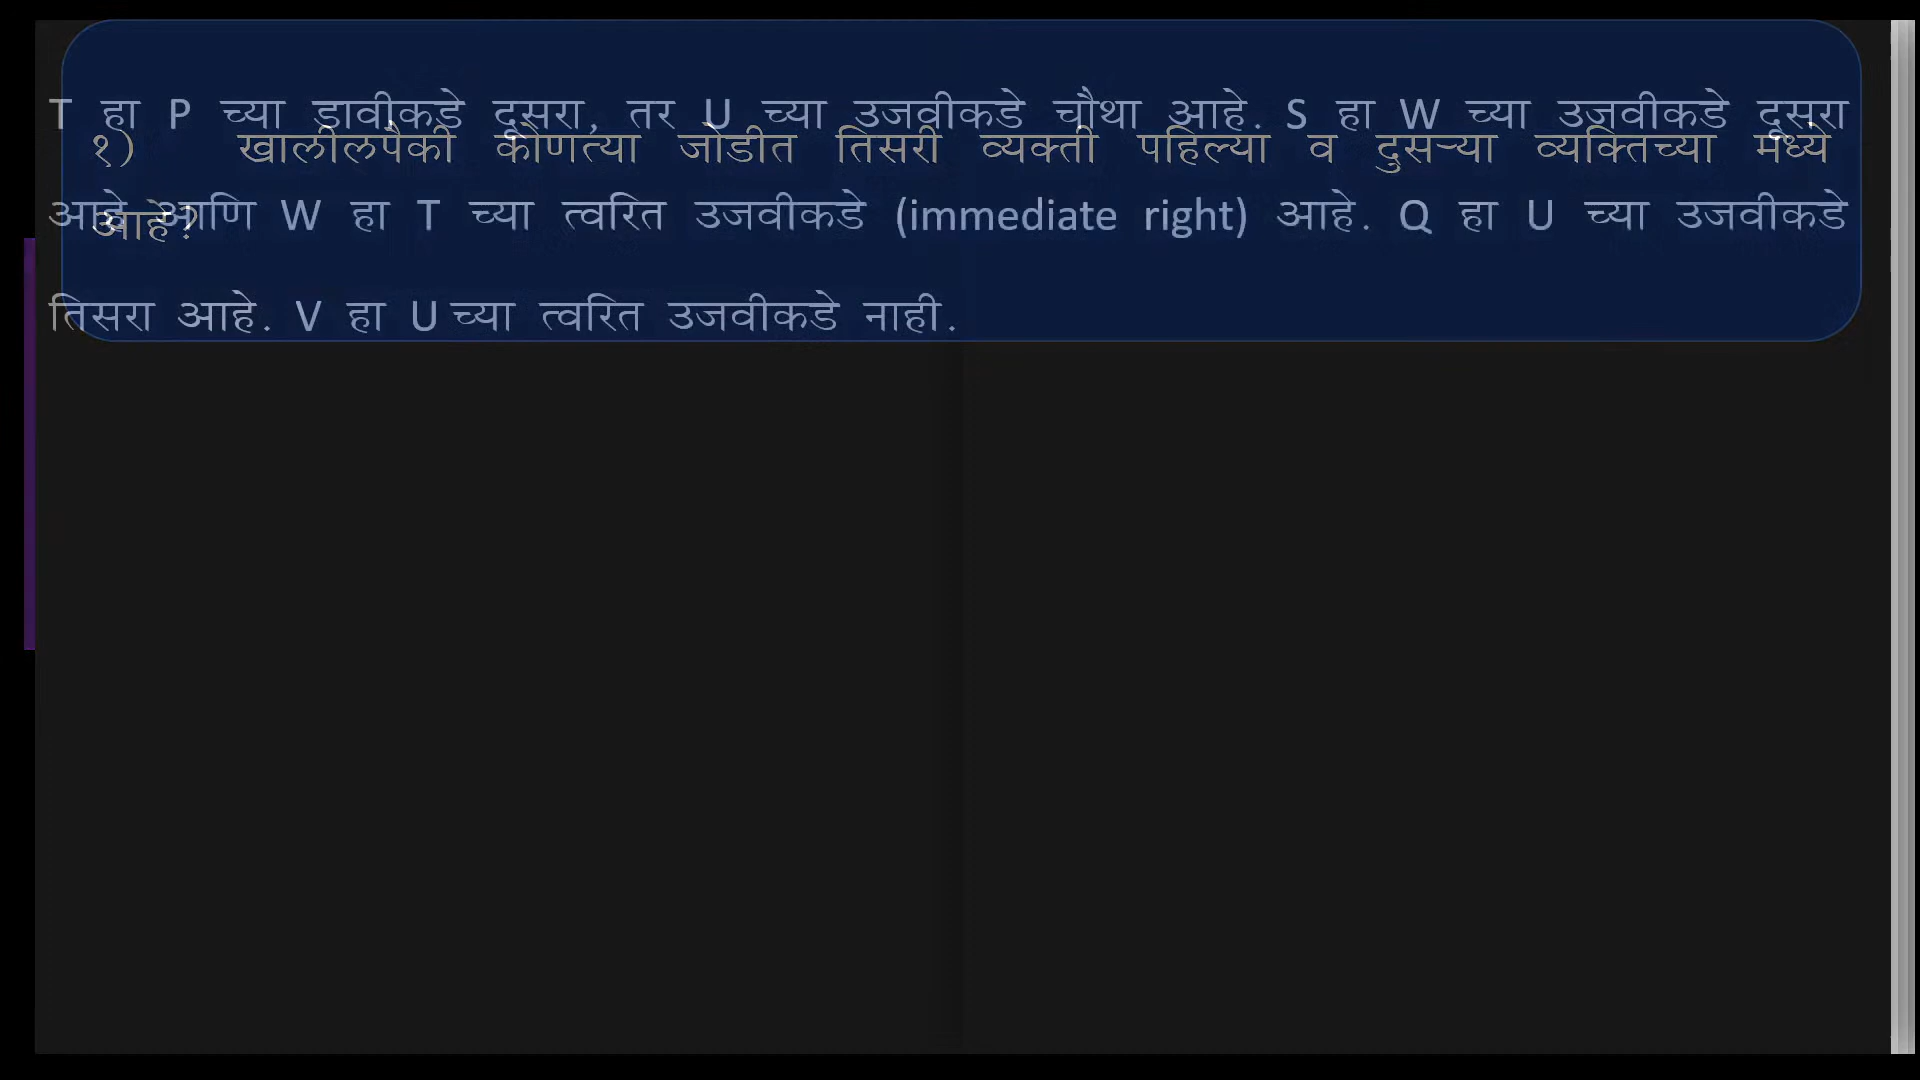 T हा P च्या डावीकडे दूसरा, तर U च्या उजवीकडे चौथा आहे. S हा W च्या उजवीकडे दूसरा
आहे आणि W हा T च्या त्वरित उजवीकडे (immediate right) आहे. Q हा U च्या उजवीकडे
तिसरा आहे. V हा U च्या त्वरित उजवीकडे नाही.
१) खालीलपैकी कोणत्या जोडीत तिसरी व्यक्ती पहिल्या व दुसऱ्या व्यक्तिच्या मध्ये
आहे?